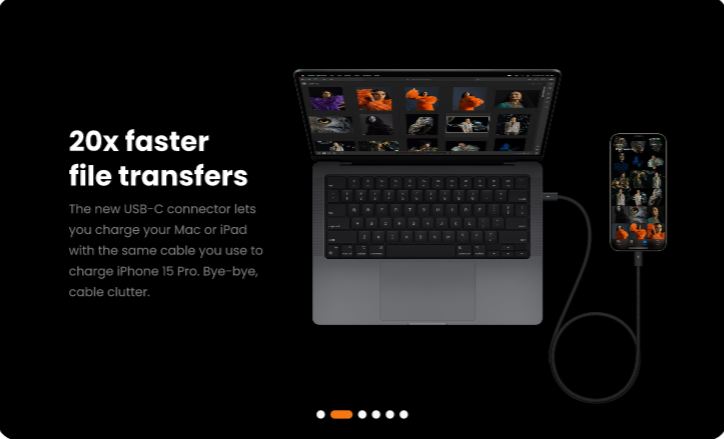 20x faster
file transfers
The new USB-C connector lets
you charge your Mac or iPad
with the same cable you use to
charge iPhone 15 Pro. Bye-bye,
cable clutter.